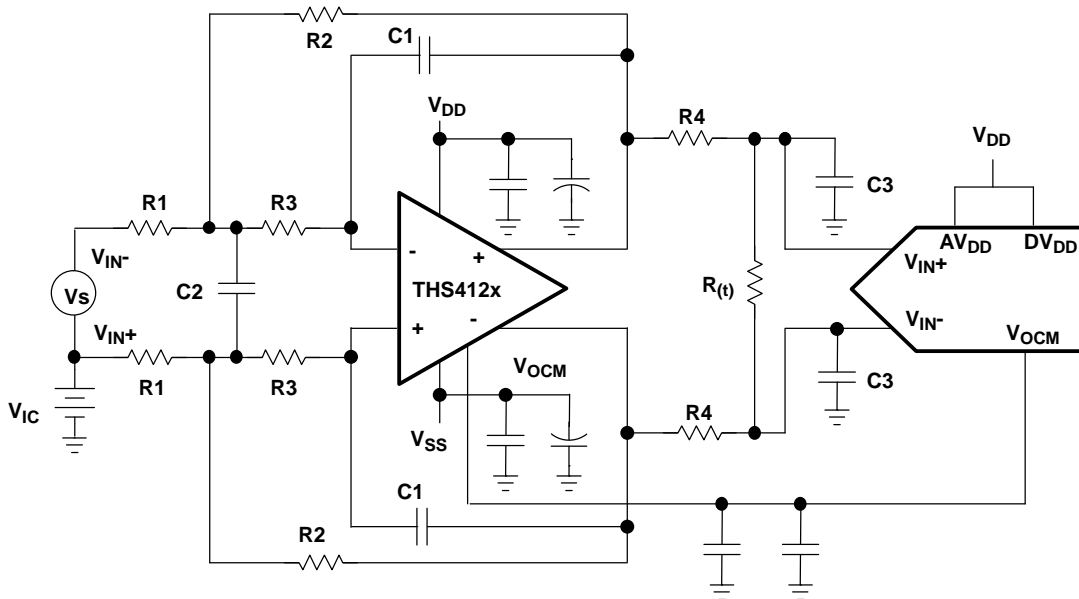 R2
C1
VDD
R4
VDD
C3
R1
R3
AVDD
DVDD
VIN-
-
+
VIN+
Vs
C2
THS412x
R(t)
VIN+
+
-
VIN-
VOCM
R1
R3
VOCM
C3
VIC
VSS
R4
C1
R2